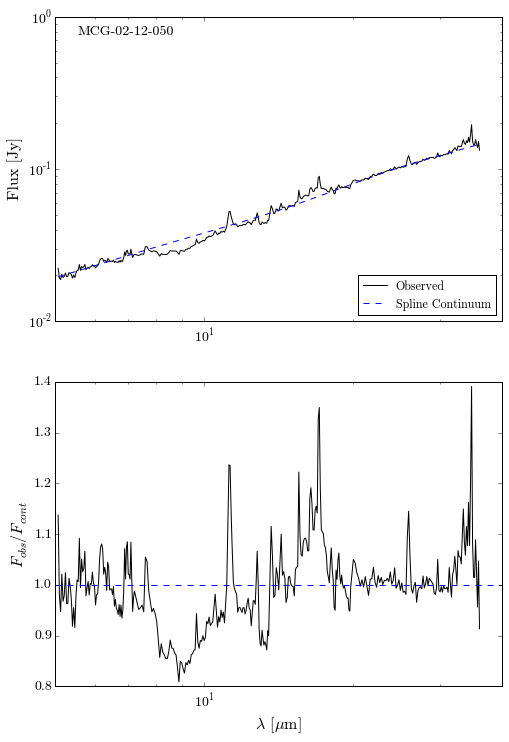 10^0
MCG-02-12-050
Flux [Jy]
10^-1
Observed
Spline Continuum
10^-2
10^1
1.4
1.3
1.2
F_obs/F_cont
1.1
1.0
0.9
0.8
10^1
λ [μm]